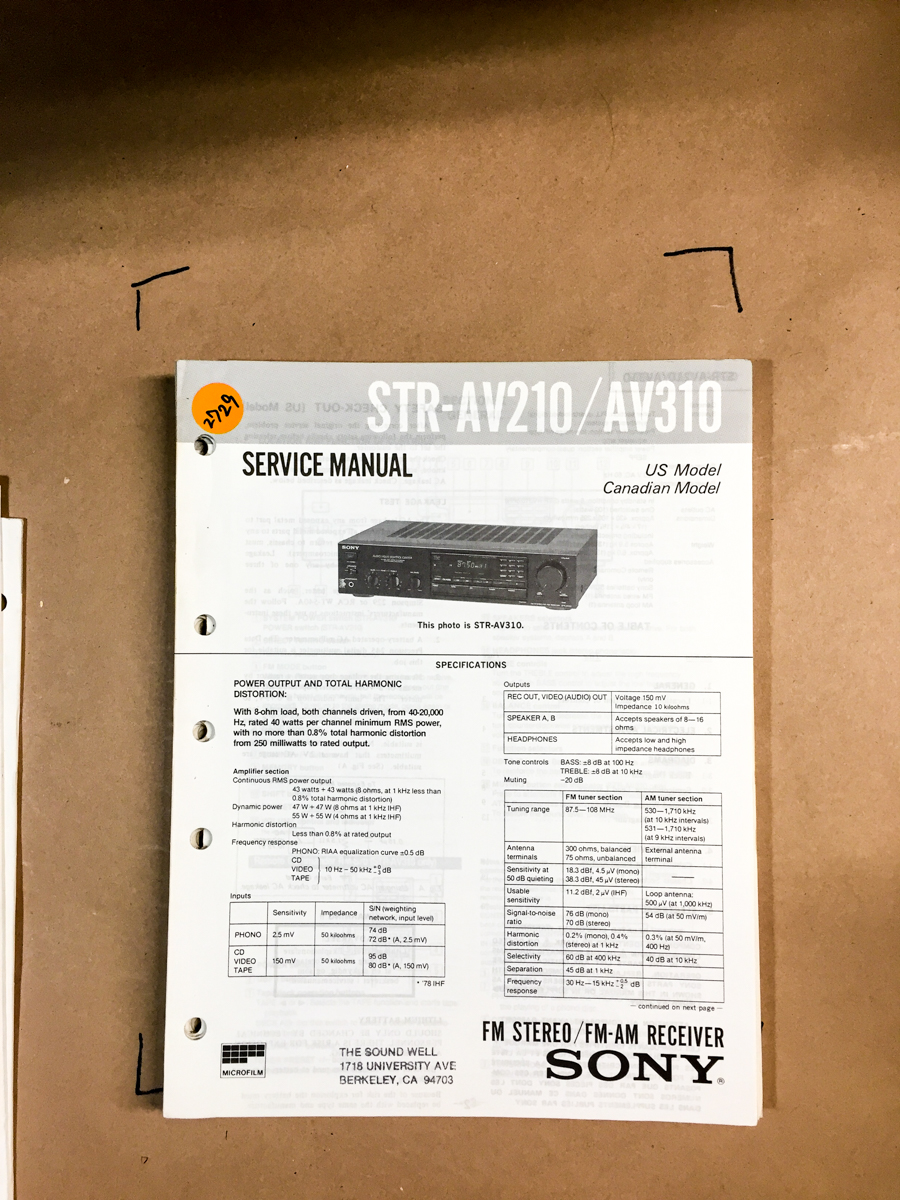 2729
STR-AV210/AV310
SERVICE MANUAL
US Model
Canadian Model
SONY
This photo is STR-AV310.
SPECIFICATIONS
POWER OUTPUT AND TOTAL HARMONIC
DISTORTION:
With 8-ohm load, both channels driven, from 40-20,000
Hz, rated 40 watts per channel minimum RMS power,
with no more than 0.8% total harmonic distortion
from 250 milliwatts to rated output.
Amplifier section
Continuous RMS power output
43 watts + 43 watts (8 ohms, at 1 kHz less than
0.8% total harmonic distortion)
Dynamic power 47 W + 47 W (8 ohms at 1 kHz IHF)
55 W + 55 W (4 ohms at 1 kHz IHF)
Harmonic distortion
Less than 0.8% at rated output
Frequency response
PHONO: RIAA equalization curve ±0.5 dB
CD
VIDEO 10 Hz – 50 kHz +0 -3 dB
TAPE
Inputs
Sensitivity Impedance S/N (weighting
network, input level)
PHONO 2.5 mV 50 kiloohms 74 dB
72 dB* (A, 2.5 mV)
CD
VIDEO
TAPE 150 mV 50 kiloohms 95 dB
80 dB* (A, 150 mV)
* '78 IHF
Outputs
REC OUT, VIDEO (AUDIO) OUT Voltage 150 mV
Impedance 10 kiloohms
SPEAKER A, B Accepts speakers of 8—16
ohms
HEADPHONES Accepts low and high
impedance headphones
Tone controls BASS: ±8 dB at 100 Hz
TREBLE: ±8 dB at 10 kHz
Muting −20 dB
FM tuner section AM tuner section
Tuning range 87.5—108 MHz 530—1,710 kHz
(at 10 kHz intervals)
531—1,710 kHz
(at 9 kHz intervals)
Antenna 300 ohms, balanced External antenna
terminals 75 ohms, unbalanced terminal
Sensitivity at 18.3 dBf, 4.5 μV (mono)
50 dB quieting 38.3 dBf, 45 μV (stereo) ——
Usable 11.2 dBf, 2 μV (IHF) Loop antenna:
sensitivity 500 μV (at 1,000 kHz)
Signal-to-noise 76 dB (mono) 54 dB (at 50 mV/m)
ratio 70 dB (stereo)
Harmonic 0.2% (mono), 0.4% 0.3% (at 50 mV/m,
distortion (stereo) at 1 kHz 400 Hz)
Selectivity 60 dB at 400 kHz 40 dB at 10 kHz
Separation 45 dB at 1 kHz
Frequency 30 Hz—15 kHz +0.5 -2 dB
response
— continued on next page —
FM STEREO/FM-AM RECEIVER
SONY®
MICROFILM
THE SOUND WELL
1718 UNIVERSITY AVE
BERKELEY, CA 94703